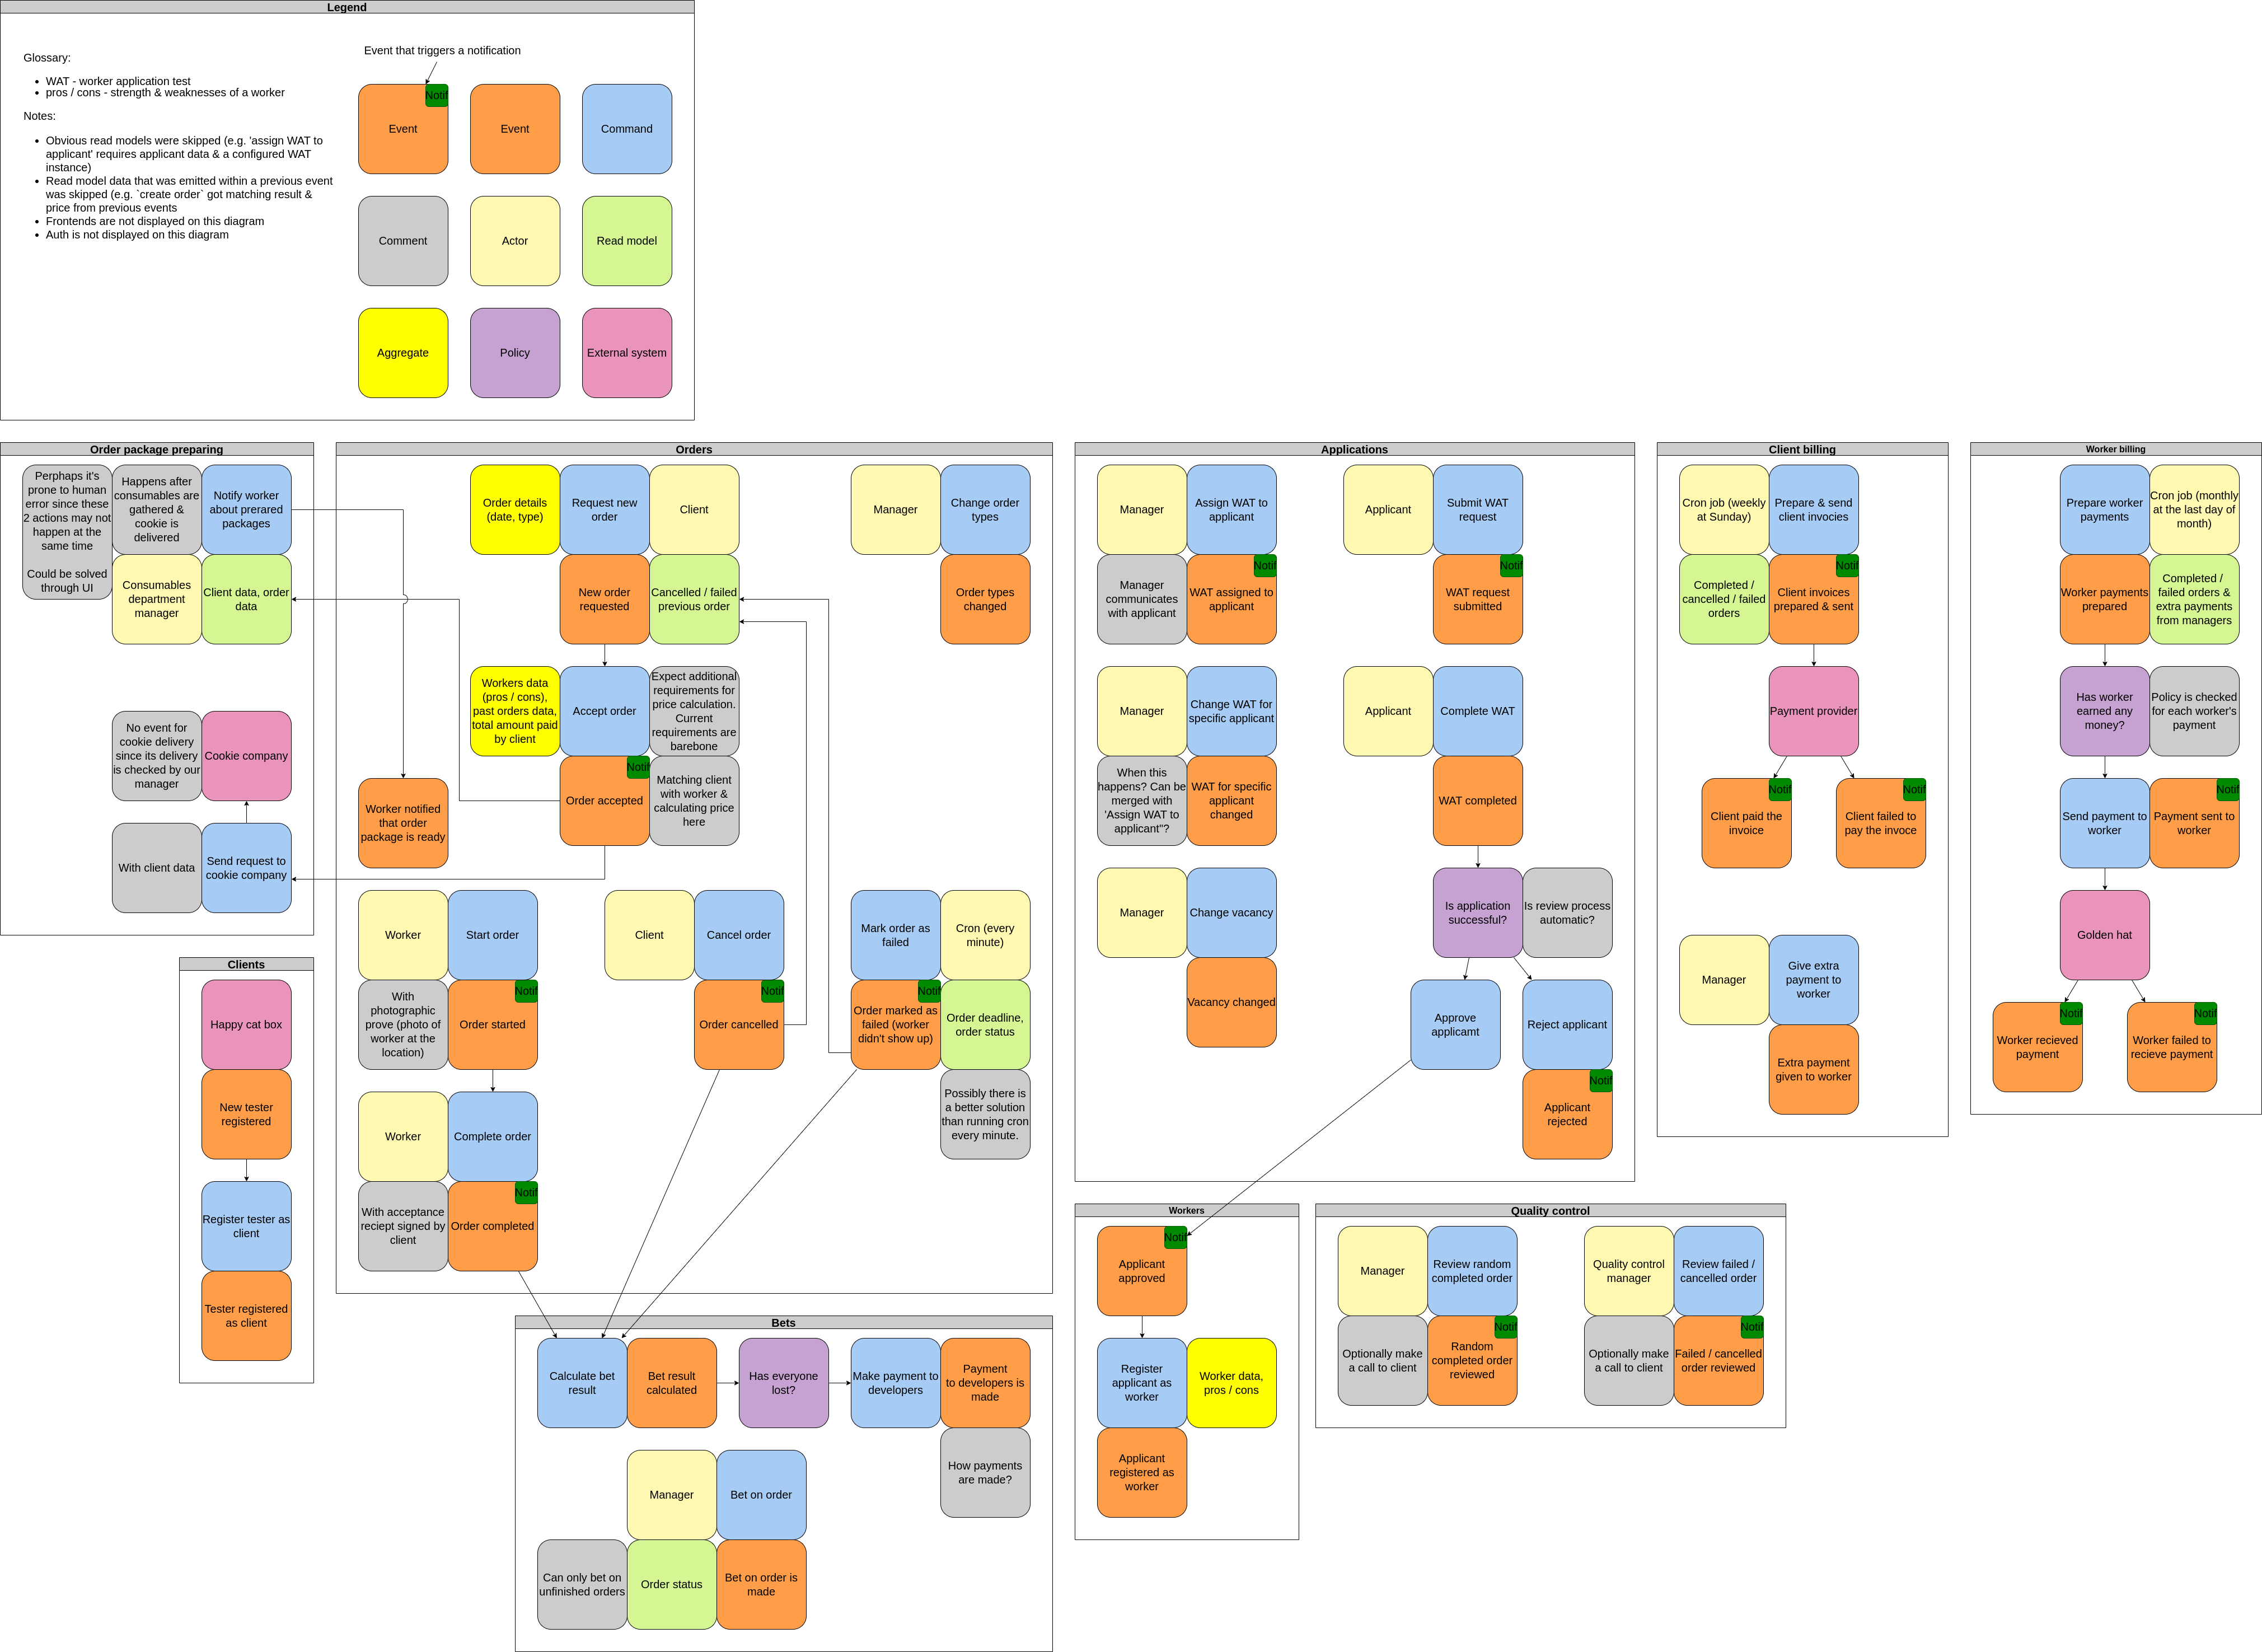 Legend
Glossary:
WAT - worker application test
pros / cons - strength & weaknesses of a worker
Notes:
Obvious read models were skipped (e.g. 'assign WAT to
applicant' requires applicant data & a configured WAT
instance)
Read model data that was emitted within a previous event
was skipped (e.g. `create order` got matching result &
price from previous events
Frontends are not displayed on this diagram
Auth is not displayed on this diagram
Event that triggers a notification
Notif
Event
Event
Command
Comment
Actor
Read model
Aggregate
Policy
External system
Order package preparing
Perphaps it's
prone to human
error since these
2 actions may not
happen at the
same time
Could be solved
through UI
Happens after
consumables are
gathered &
cookie is
delivered
Notify worker
about prerared
packages
Consumables
department
manager
Client data, order
data
No event for
cookie delivery
since its delivery
is checked by our
manager
Cookie company
With client data
Send request to
cookie company
Clients
Happy cat box
New tester
registered
Register tester as
client
Tester registered
as client
Orders
Order details
(date, type)
Request new
order
Client
New order
requested
Cancelled / failed
previous order
Manager
Change order
types
Order types
changed
Workers data
(pros / cons),
past orders data,
total amount paid
by client
Accept order
Expect additional
requirements for
price calculation.
Current
requirements are
barebone
Notif
Order accepted
Matching client
with worker &
calculating price
here
Worker notified
that order
package is ready
Worker
Start order
With
photographic
prove (photo of
worker at the
location)
Notif
Order started
Client
Cancel order
Notif
Order cancelled
Mark order as
failed
Cron (every
minute)
Notif
Order marked as
failed (worker
didn't show up)
Order deadline,
order status
Possibly there is
a better solution
than running cron
every minute.
Worker
Complete order
With acceptance
reciept signed by
client
Notif
Order completed
Bets
Calculate bet
result
Bet result
calculated
Has everyone
lost?
Make payment to
developers
Payment
to developers is
made
How payments
are made?
Manager
Bet on order
Can only bet on
unfinished orders
Order status
Bet on order is
made
Applications
Manager
Assign WAT to
applicant
Manager
communicates
with applicant
Notif
WAT assigned to
applicant
Applicant
Submit WAT
request
Notif
WAT request
submitted
Manager
Change WAT for
specific applicant
When this
happens? Can be
merged with
'Assign WAT to
applicant"?
WAT for specific
applicant
changed
Applicant
Complete WAT
WAT completed
Manager
Change vacancy
Vacancy changed
Is application
successful?
Is review process
automatic?
Approve
applicamt
Reject applicant
Notif
Applicant
rejected
Workers
Notif
Applicant
approved
Register
applicant as
worker
Worker data,
pros / cons
Applicant
registered as
worker
Quality control
Manager
Review random
completed order
Optionally make
a call to client
Notif
Random
completed order
reviewed
Quality control
manager
Review failed /
cancelled order
Optionally make
a call to client
Notif
Failed / cancelled
order reviewed
Client billing
Cron job (weekly
at Sunday)
Prepare & send
client invocies
Completed /
cancelled / failed
orders
Notif
Client invoices
prepared & sent
Payment provider
Notif
Client paid the
invoice
Notif
Client failed to
pay the invoce
Manager
Give extra
payment to
worker
Extra payment
given to worker
Worker billing
Prepare worker
payments
Cron job (monthly
at the last day of
month)
Worker payments
prepared
Completed /
failed orders &
extra payments
from managers
Has worker
earned any
money?
Policy is checked
for each worker's
payment
Send payment to
worker
Notif
Payment sent to
worker
Golden hat
Notif
Worker recieved
payment
Notif
Worker failed to
recieve payment